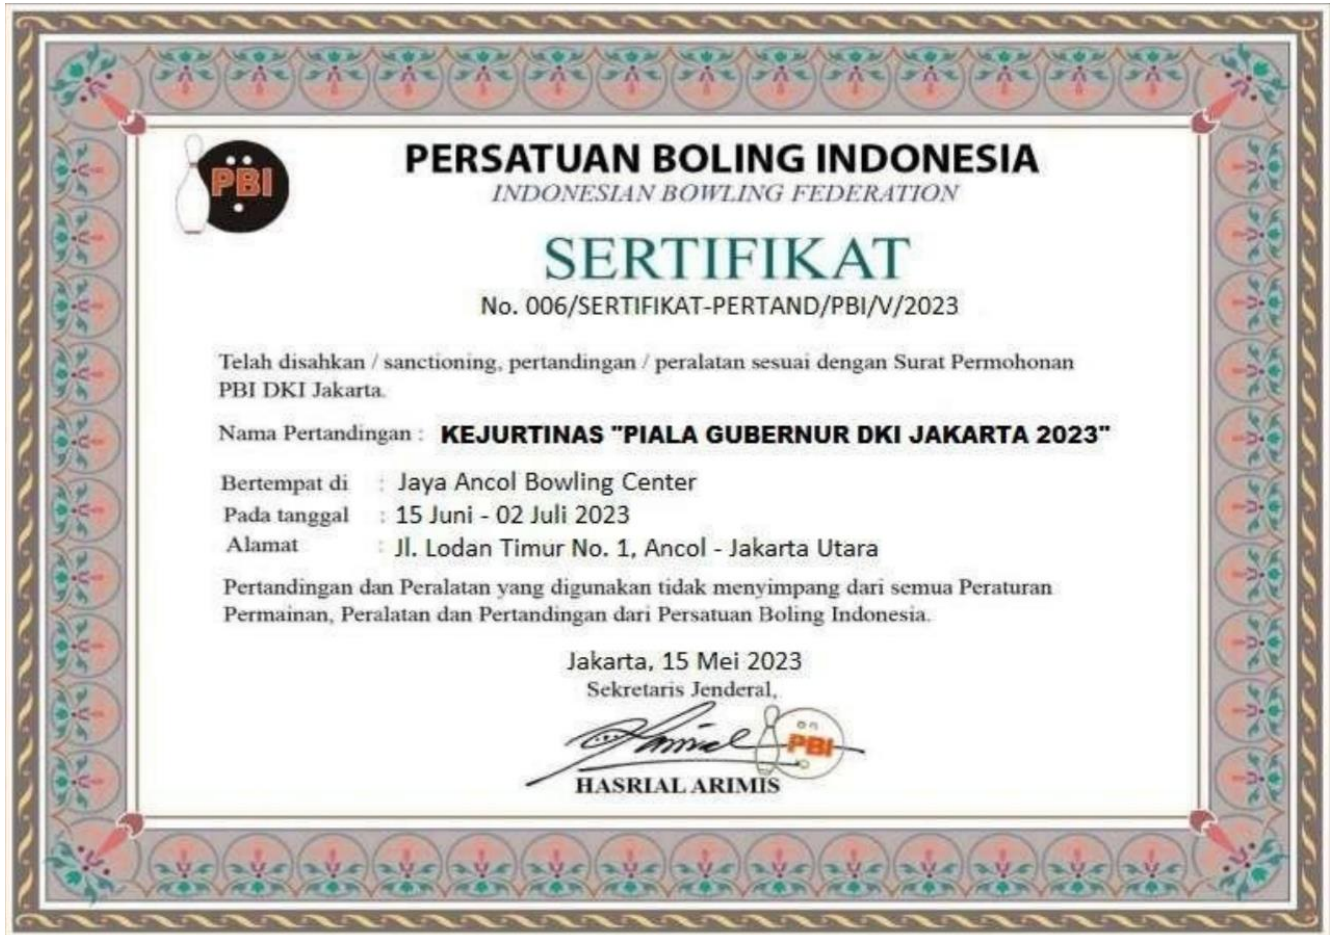 PBI
PERSATUAN BOLING INDONESIA
INDONESIAN BOWLING FEDERATION
SERTIFIKAT
No. 006/SERTIFIKAT-PERTAND/PBI/V/2023
Telah disahkan / sanctioning, pertandingan / peralatan sesuai dengan Surat Permohonan
PBI DKI Jakarta.
Nama Pertandingan : KEJURTINAS "PIALA GUBERNUR DKI JAKARTA 2023"
Bertempat di : Jaya Ancol Bowling Center
Pada tanggal : 15 Juni - 02 Juli 2023
Alamat : Jl. Lodan Timur No. 1, Ancol - Jakarta Utara
Pertandingan dan Peralatan yang digunakan tidak menyimpang dari semua Peraturan
Permainan, Peralatan dan Pertandingan dari Persatuan Boling Indonesia.
Jakarta, 15 Mei 2023
Sekretaris Jenderal,
PBI
HASRIAL ARIMIS